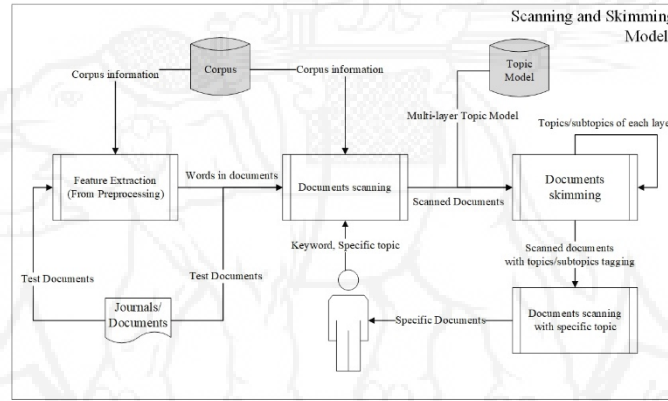 Scanning and Skimming
Model
Corpus
Topic
Model
Corpus information
Corpus information
Multi-layer Topic Model
Topics/subtopics of each laye
Feature Extraction
(From Preprocessing)
Words in documents
Documents scanning
Scanned Documents
Documents
skimming
Keyword, Specific topic
Scanned documents
with topics/subtopics tagging
Test Documents
Test Documents
Journals/
Documents
Specific Documents
Documents scanning
with specific topic